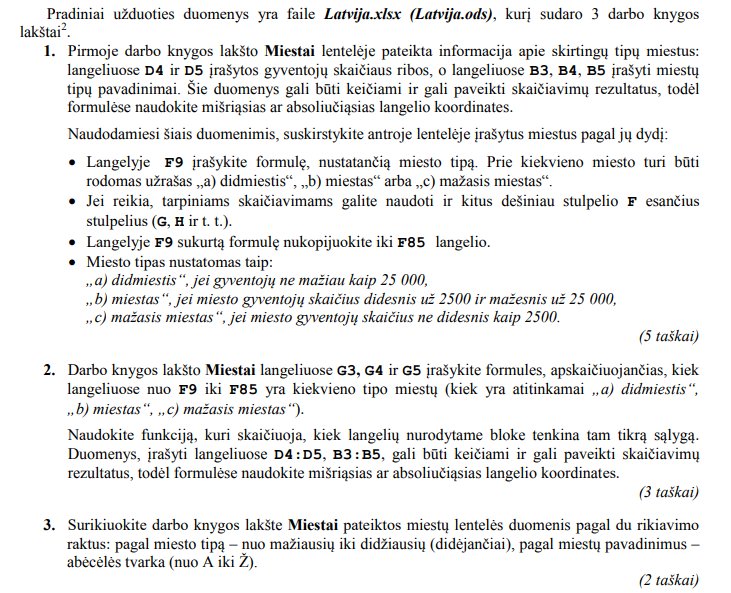 Pradiniai užduoties duomenys yra faile Latvija.xlsx (Latvija.ods), kurį sudaro 3 darbo knygos
lakštai2.
1. Pirmoje darbo knygos lakšto Miestai lentelėje pateikta informacija apie skirtingų tipų miestus:
langeliuose D4 ir D5 įrašytos gyventojų skaičiaus ribos, o langeliuose B3, B4, B5 įrašyti miestų
tipų pavadinimai. Šie duomenys gali būti keičiami ir gali paveikti skaičiavimų rezultatus, todėl
formulėse naudokite mišriąsias ar absoliučiąsias langelio koordinates.
Naudodamiesi šiais duomenimis, suskirstykite antroje lentelėje įrašytus miestus pagal jų dydį:
• Langelyje F9 įrašykite formulę, nustatančią miesto tipą. Prie kiekvieno miesto turi būti
rodomas užrašas „a) didmiestis“, „b) miestas“ arba „c) mažasis miestas“.
• Jei reikia, tarpiniams skaičiavimams galite naudoti ir kitus dešiniau stulpelio F esančius
stulpelius (G, H ir t. t.).
• Langelyje F9 sukurtą formulę nukopijuokite iki F85 langelio.
• Miesto tipas nustatomas taip:
„a) didmiestis“, jei gyventojų ne mažiau kaip 25 000,
„b) miestas“, jei miesto gyventojų skaičius didesnis už 2500 ir mažesnis už 25 000,
„c) mažasis miestas“, jei miesto gyventojų skaičius ne didesnis kaip 2500.
(5 taškai)
2. Darbo knygos lakšto Miestai langeliuose G3, G4 ir G5 įrašykite formules, apskaičiuojančias, kiek
langeliuose nuo F9 iki F85 yra kiekvieno tipo miestų (kiek yra atitinkamai „a) didmiestis“,
„b) miestas“, „c) mažasis miestas“).
Naudokite funkciją, kuri skaičiuoja, kiek langelių nurodytame bloke tenkina tam tikrą sąlygą.
Duomenys, įrašyti langeliuose D4:D5, B3:B5, gali būti keičiami ir gali paveikti skaičiavimų
rezultatus, todėl formulėse naudokite mišriąsias ar absoliučiąsias langelio koordinates.
(3 taškai)
3. Surikiuokite darbo knygos lakšte Miestai pateiktos miestų lentelės duomenis pagal du rikiavimo
raktus: pagal miesto tipą – nuo mažiausių iki didžiausių (didėjančiai), pagal miestų pavadinimus –
abėcėlės tvarka (nuo A iki Ž).
(2 taškai)